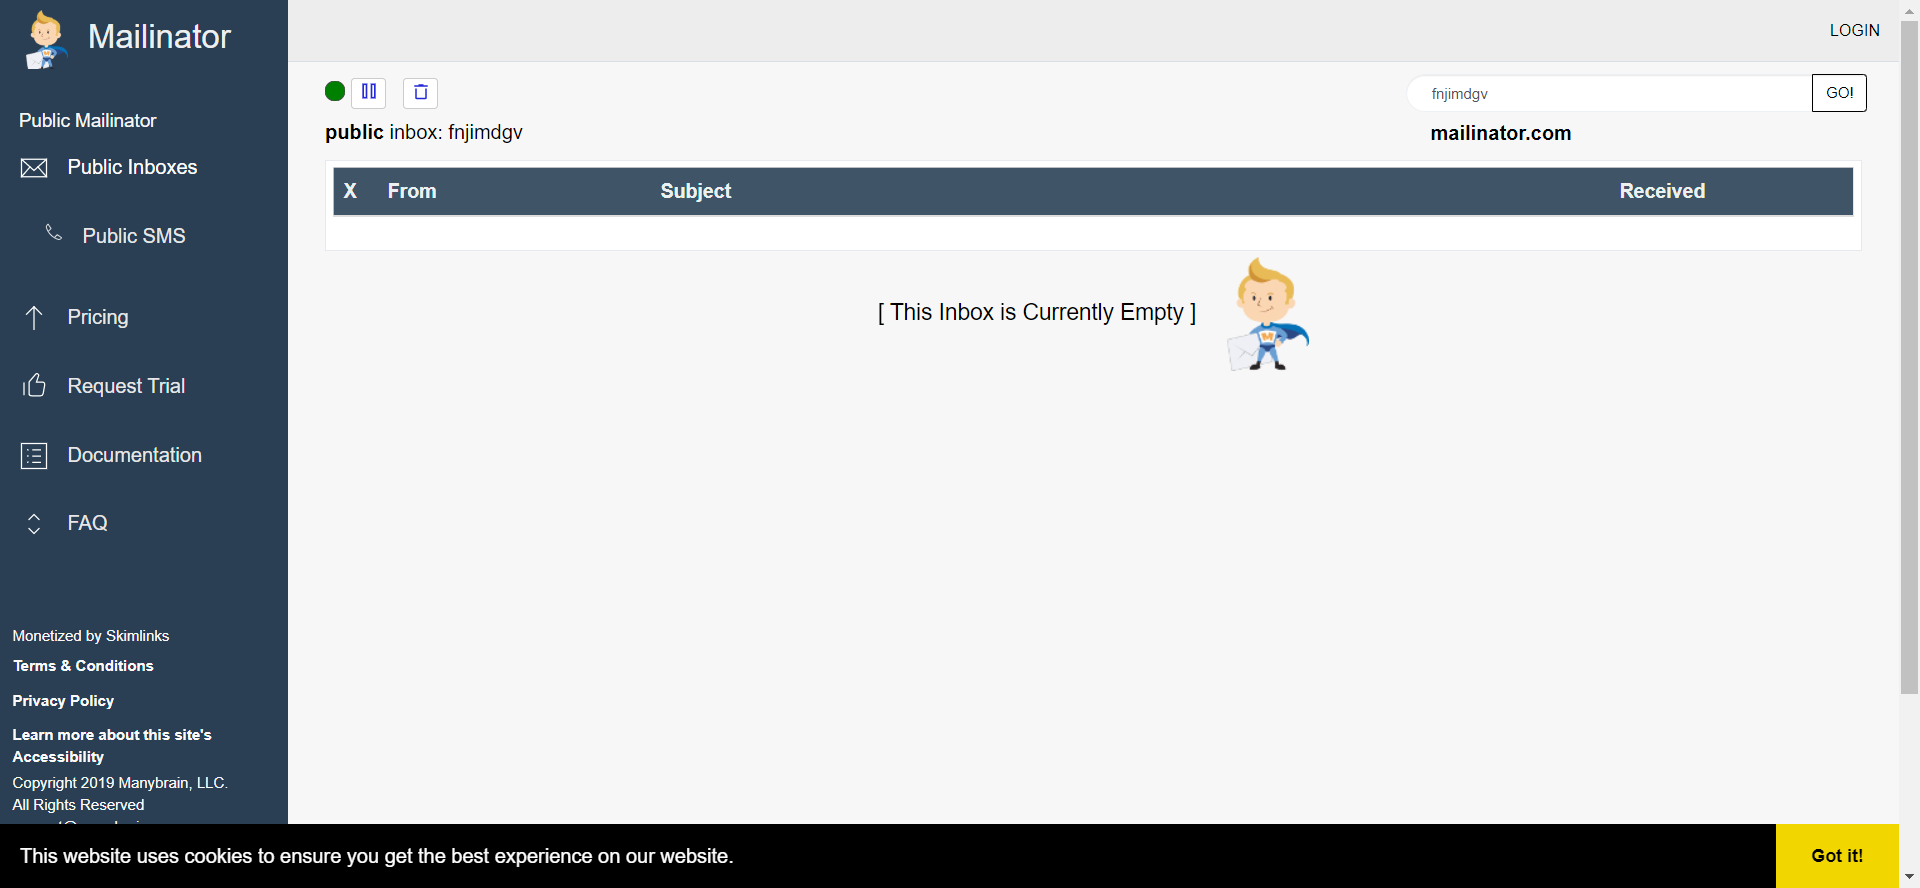 Mailinator
LOGIN
Public Mailinator
Public Inboxes
Public SMS
Pricing
Request Trial
Documentation
FAQ
Monetized by Skimlinks
Terms & Conditions
Privacy Policy
Learn more about this site's
Accessibility
Copyright 2019 Manybrain, LLC.
All Rights Reserved
fnjimdgv
GO!
public inbox: fnjimdgv
mailinator.com
X From Subject Received
[ This Inbox is Currently Empty ]
M
This website uses cookies to ensure you get the best experience on our website.
Got it!